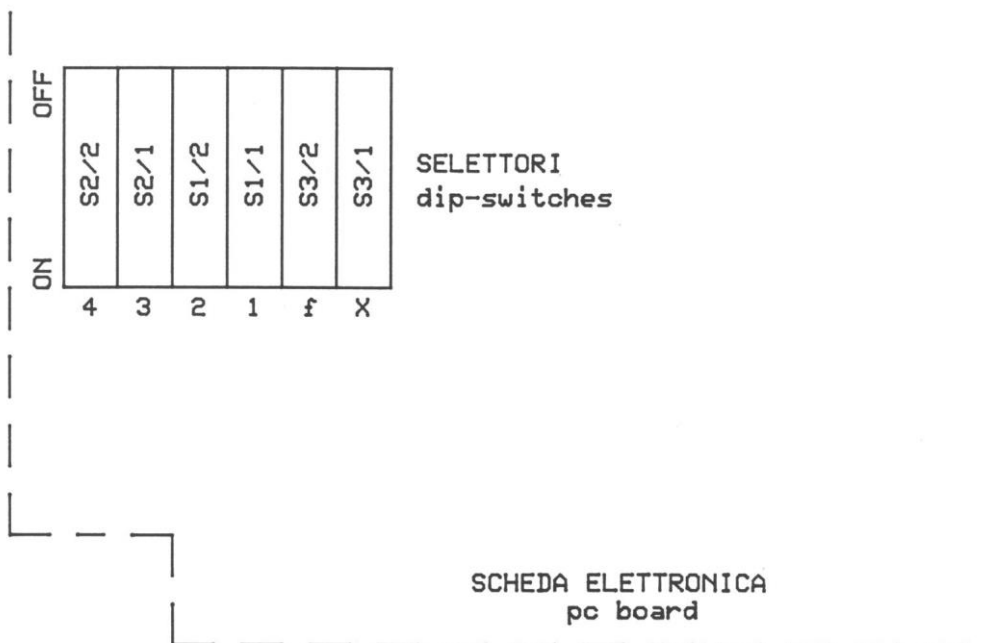 OFF
S2/2 S2/1 S1/2 S1/1 S3/2 S3/1
SELETTORI
dip-switches
ON
4 3 2 1 f X
SCHEDA ELETTRONICA
pc board